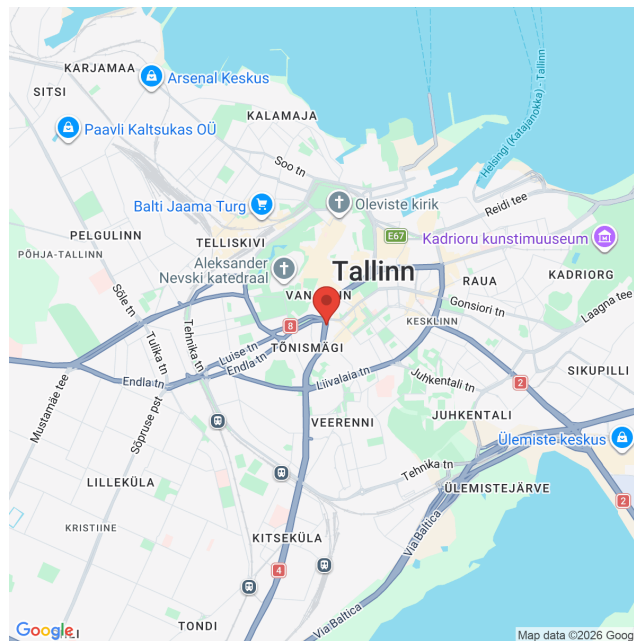 KARJAMAA
Arsenal Keskus
SITSI
KALAMAJA
Paavli Kaltsukas OÜ
Helsingi (Katajanokka) - Tallinn
Soo tn
Balti Jaama Turg
Oleviste kirik
Reidi tee
PELGULINN
E67
Kadrioru kunstimuuseum
TELLISKIVI
PÕHJA-TALLINN
Aleksander
Nevski katedraal
Tallinn
RAUA
KADRIORG
Sõle tn
Gonsiori tn
Laagna tee
8
KESKLINN
Tulika tn
Tehnika tn
Luise tn
TÕNISMÄGI
Endla tn
Endla tn
Liivalaia tn
Juhkentali tn
2
SIKUPILLI
Mustamäe tee
Sõpruse pst
VEERENNI
JUHKENTALI
Ülemiste keskus
Tehnika tn
LILLEKÜLA
ÜLEMISTEJÄRVE
2
KRISTIINE
Via Baltica
KITSEKÜLA
4
TONDI
Via Baltica
Google
Map data ©2026 Goo